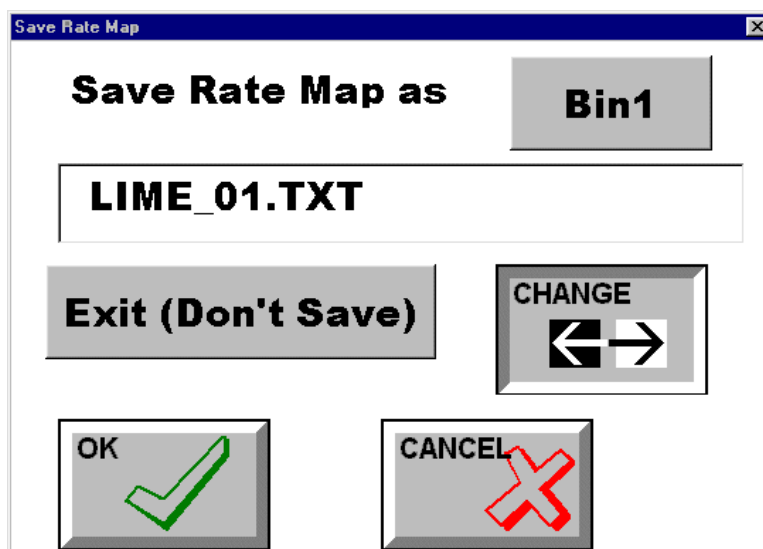 Save Rate Map
Save Rate Map as
Bin1
LIME_01.TXT
Exit (Don't Save)
CHANGE
OK
CANCEL